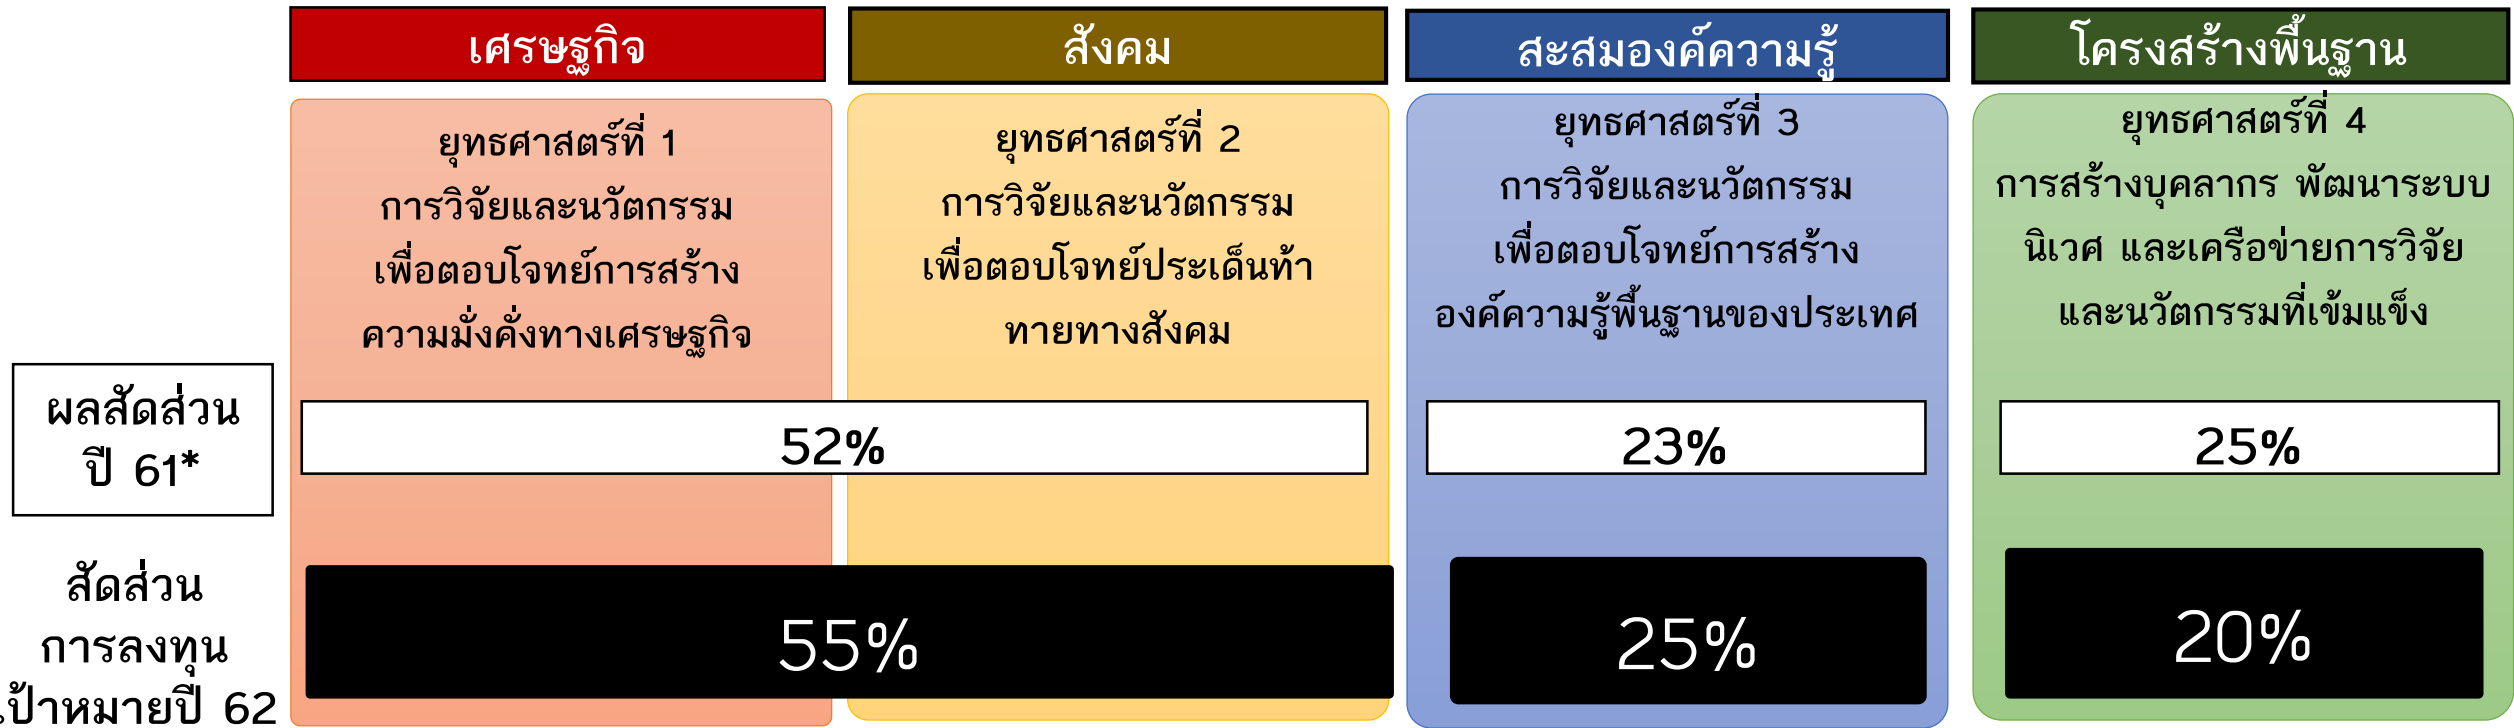 เศรษฐกิจ
สังคม
สะสมองค์ความรู้
โครงสร้างพื้นฐาน
ยุทธศาสตร์ที่ 1
การวิจัยและนวัตกรรม
เพื่อตอบโจทย์การสร้าง
ความมั่งคั่งทางเศรษฐกิจ
ยุทธศาสตร์ที่ 2
การวิจัยและนวัตกรรม
เพื่อตอบโจทย์ประเด็นท้า
ทายทางสังคม
ยุทธศาสตร์ที่ 3
การวิจัยและนวัตกรรม
เพื่อตอบโจทย์การสร้าง
องค์ความรู้พื้นฐานของประเทศ
ยุทธศาสตร์ที่ 4
การสร้างบุคลากร พัฒนาระบบ
นิเวศ และเครือข่ายการวิจัย
และนวัตกรรมที่เข้มแข็ง
ผลสัดส่วน
ปี 61*
52%
23%
25%
สัดส่วน
การลงทุน
เป้าหมายปี 62
55%
25%
20%